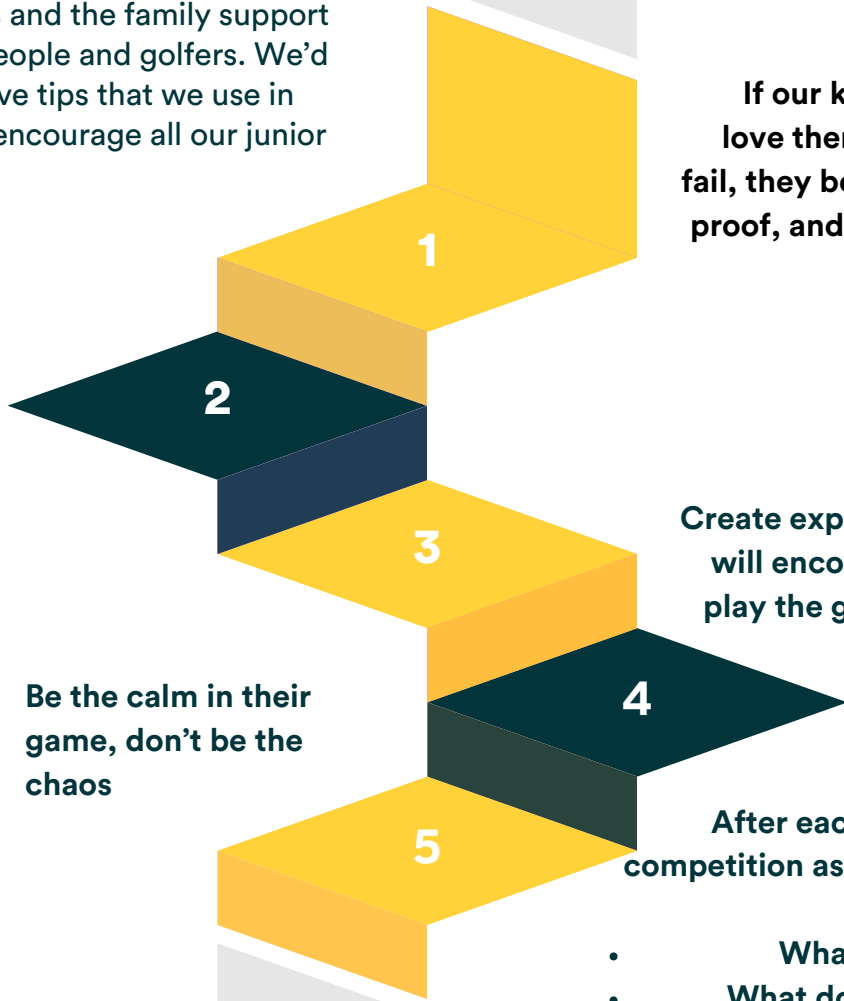 and the family support
eople and golfers. We’d
ve tips that we use in
encourage all our junior
If our k
love ther
fail, they be
proof, and
1
2
3
Create exp
will enco
play the g
4
Be the calm in their
game, don’t be the
chaos
5
After eac
competition as
• Wha
• What do